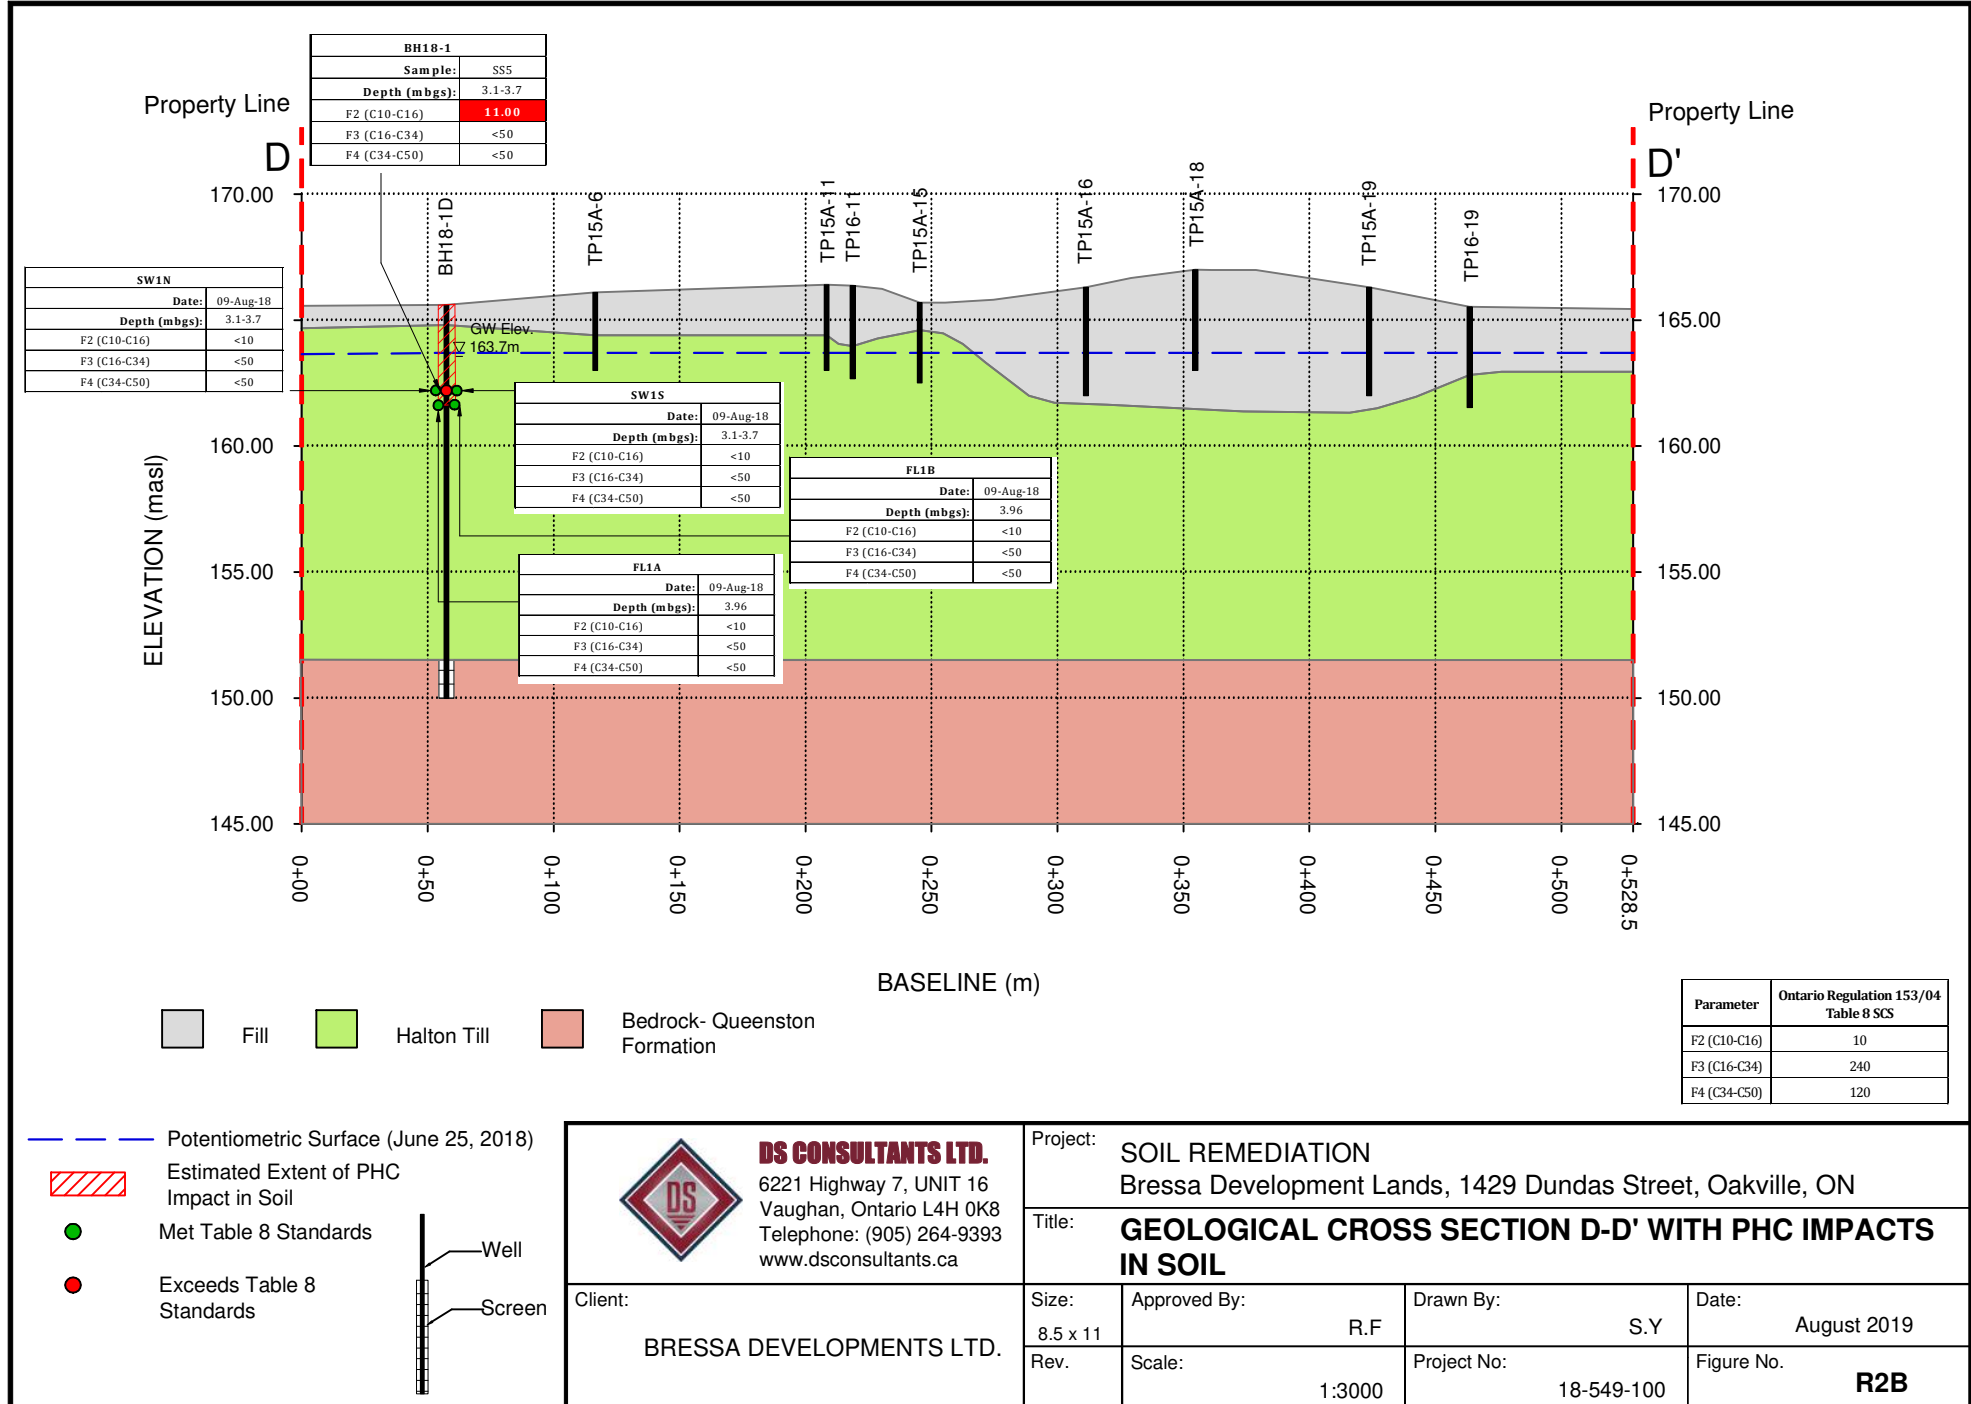 BH18-1
Sample: SS5
Depth (mbgs): 3.1-3.7
F2 (C10-C16) 11.00
F3 (C16-C34) <50
F4 (C34-C50) <50
Property Line
Property Line
D
D'
170.00
170.00
BH18-1D
TP15A-6
TP15A-11
TP16-11
TP15A-15
TP15A-16
TP15A-18
TP15A-19
TP16-19
SW1N
Date: 09-Aug-18
Depth (mbgs): 3.1-3.7
F2 (C10-C16) <10
F3 (C16-C34) <50
F4 (C34-C50) <50
165.00
165.00
GW Elev.
163.7m
SW1S
Date: 09-Aug-18
Depth (mbgs): 3.1-3.7
F2 (C10-C16) <10
F3 (C16-C34) <50
F4 (C34-C50) <50
160.00
160.00
FL1B
Date: 09-Aug-18
Depth (mbgs): 3.96
F2 (C10-C16) <10
F3 (C16-C34) <50
F4 (C34-C50) <50
155.00
155.00
FL1A
Date: 09-Aug-18
Depth (mbgs): 3.96
F2 (C10-C16) <10
F3 (C16-C34) <50
F4 (C34-C50) <50
ELEVATION (masl)
150.00
150.00
145.00
145.00
0+00
0+50
0+100
0+150
0+200
0+250
0+300
0+350
0+400
0+450
0+500
0+528.5
BASELINE (m)
Fill
Halton Till
Bedrock- Queenston
Formation
Parameter
Ontario Regulation 153/04
Table 8 SCS
F2 (C10-C16) 10
F3 (C16-C34) 240
F4 (C34-C50) 120
Potentiometric Surface (June 25, 2018)
Estimated Extent of PHC
Impact in Soil
Met Table 8 Standards
Exceeds Table 8
Standards
Well
Screen
DS
DS CONSULTANTS LTD.
6221 Highway 7, UNIT 16
Vaughan, Ontario L4H 0K8
Telephone: (905) 264-9393
www.dsconsultants.ca
Project:
SOIL REMEDIATION
Bressa Development Lands, 1429 Dundas Street, Oakville, ON
Title:
GEOLOGICAL CROSS SECTION D-D' WITH PHC IMPACTS
IN SOIL
Client:
BRESSA DEVELOPMENTS LTD.
Size:
8.5 x 11
Approved By:
R.F
Drawn By:
S.Y
Date:
August 2019
Rev.
Scale:
1:3000
Project No:
18-549-100
Figure No.
R2B